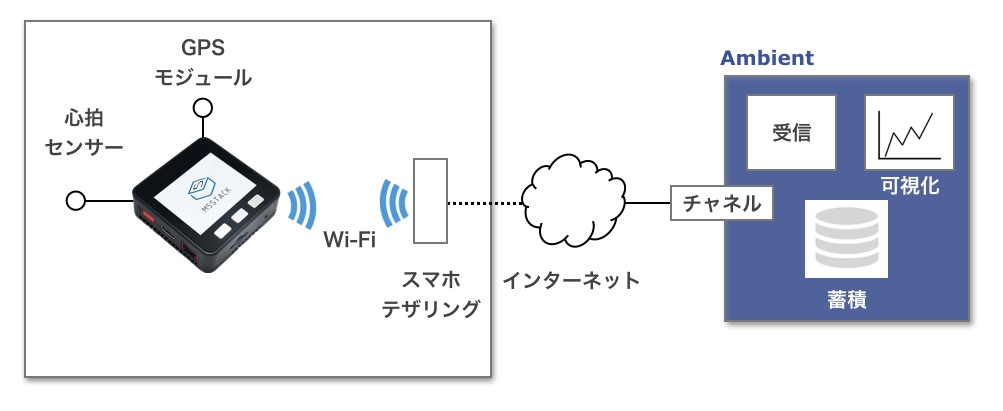 GPS
モジュール
心拍
センサー
M5STACK
Wi-Fi
スマホ
テザリング
インターネット
チャネル
Ambient
受信
可視化
蓄積